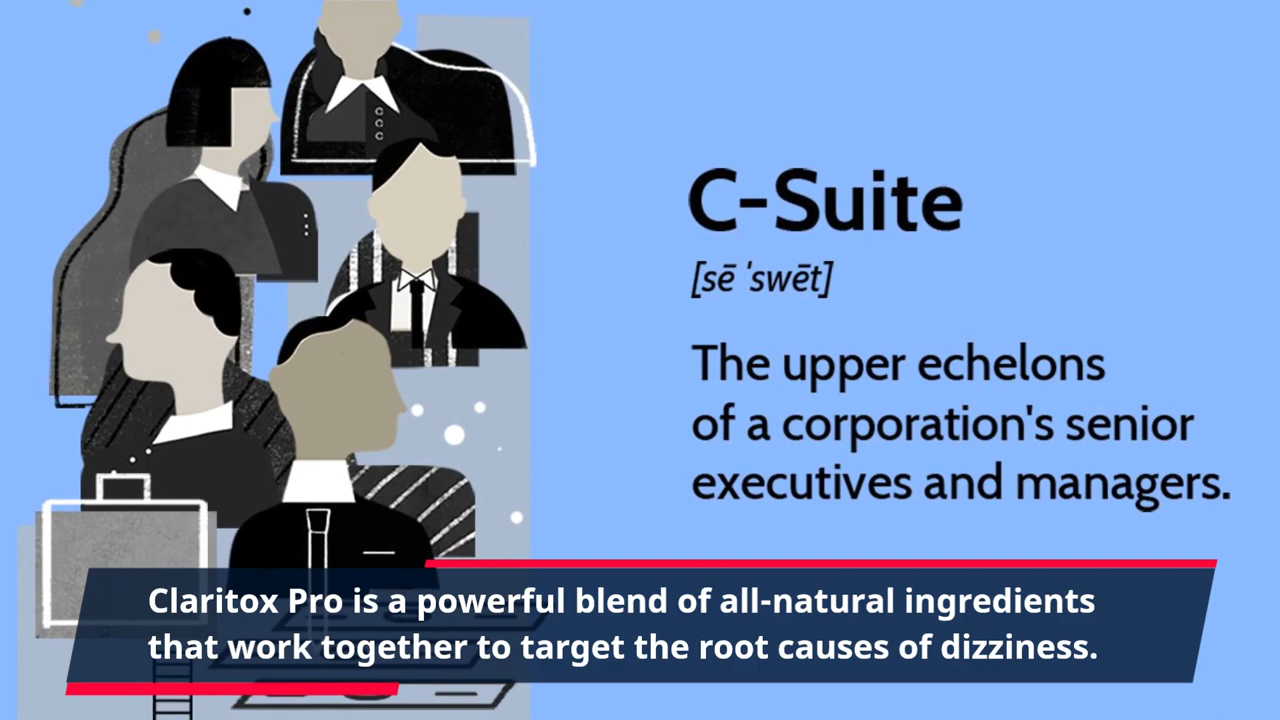 C-Suite
[sē ˈswēt]
The upper echelons
of a corporation's senior
executives and managers.
Claritox Pro is a powerful blend of all-natural ingredients
that work together to target the root causes of dizziness.